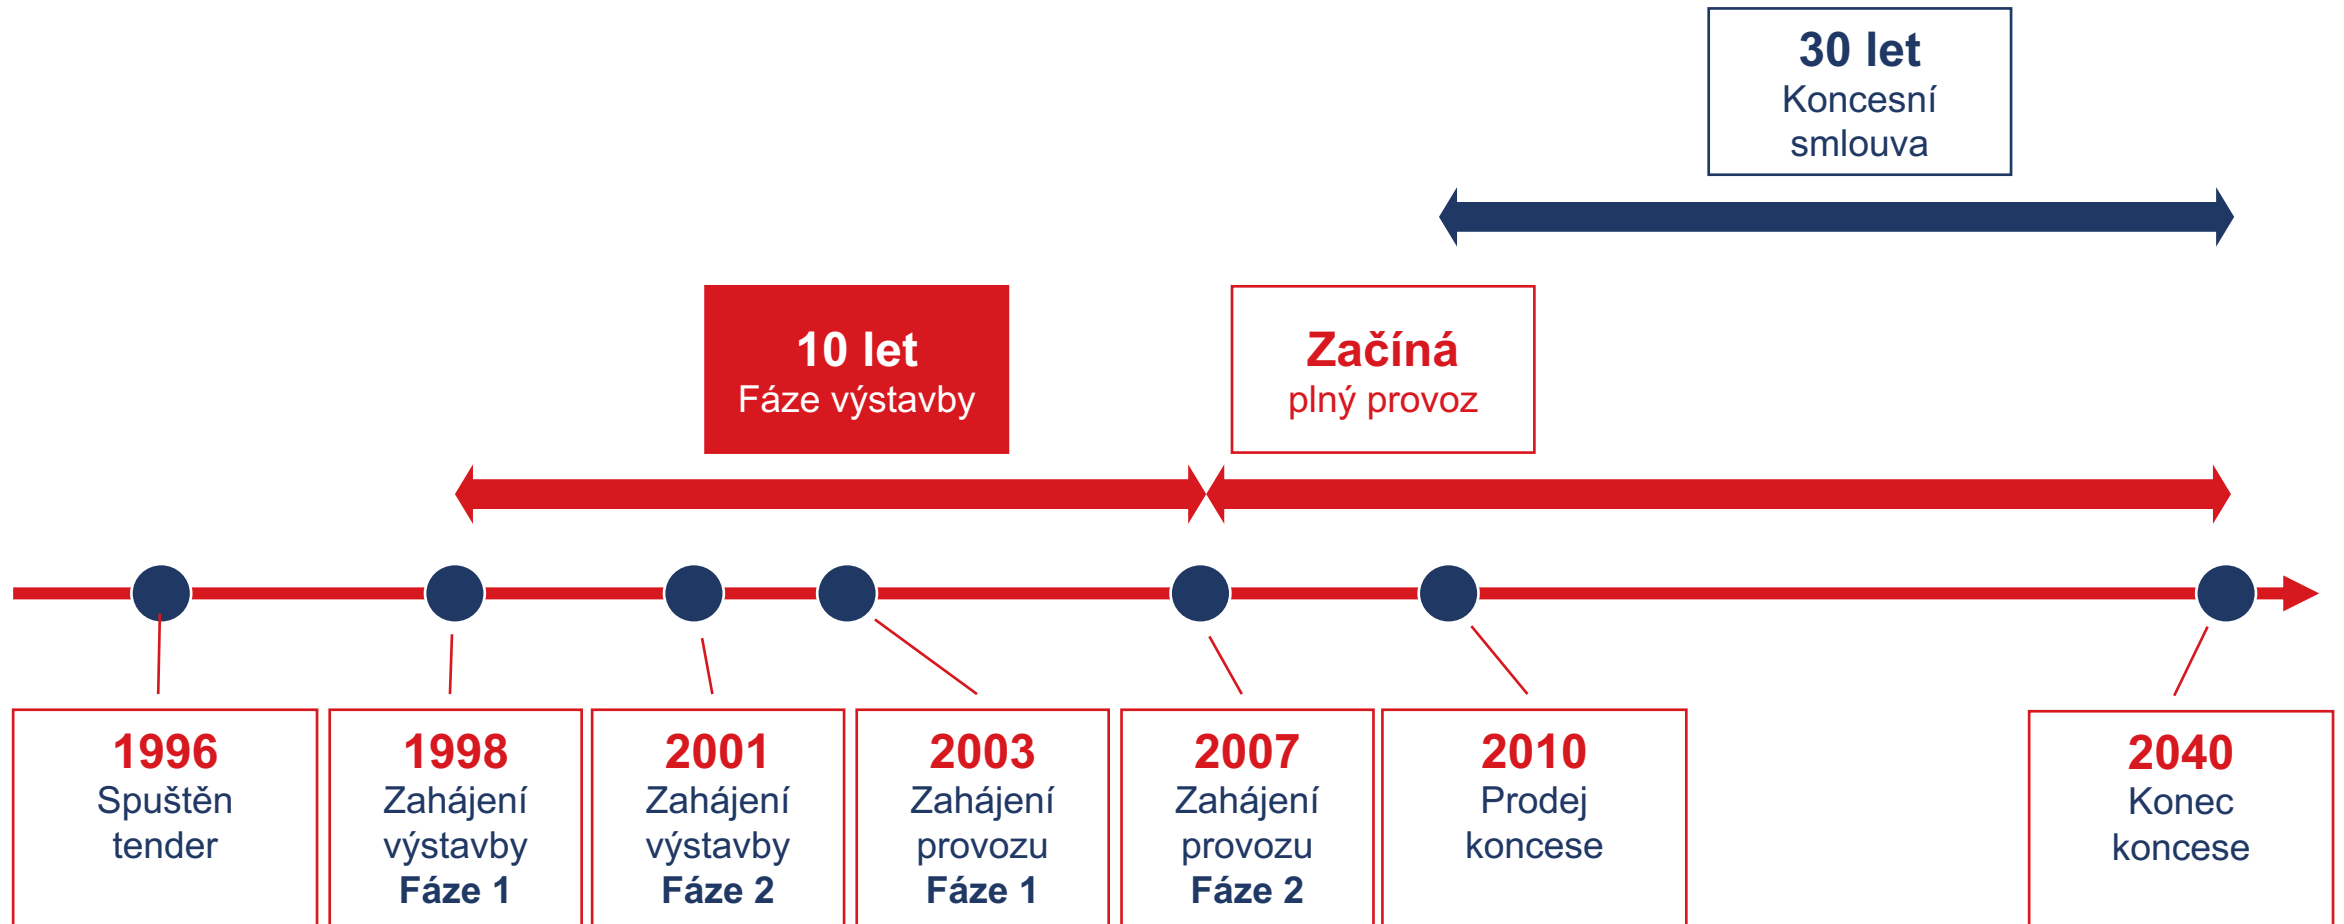 30 let
Koncesní
smlouva
10 let
Fáze výstavby
Začíná
plný provoz
1996
Spuštěn
tender
1998
Zahájení
výstavby
Fáze 1
2001
Zahájení
výstavby
Fáze 2
2003
Zahájení
provozu
Fáze 1
2007
Zahájení
provozu
Fáze 2
2010
Prodej
koncese
2040
Konec
koncese